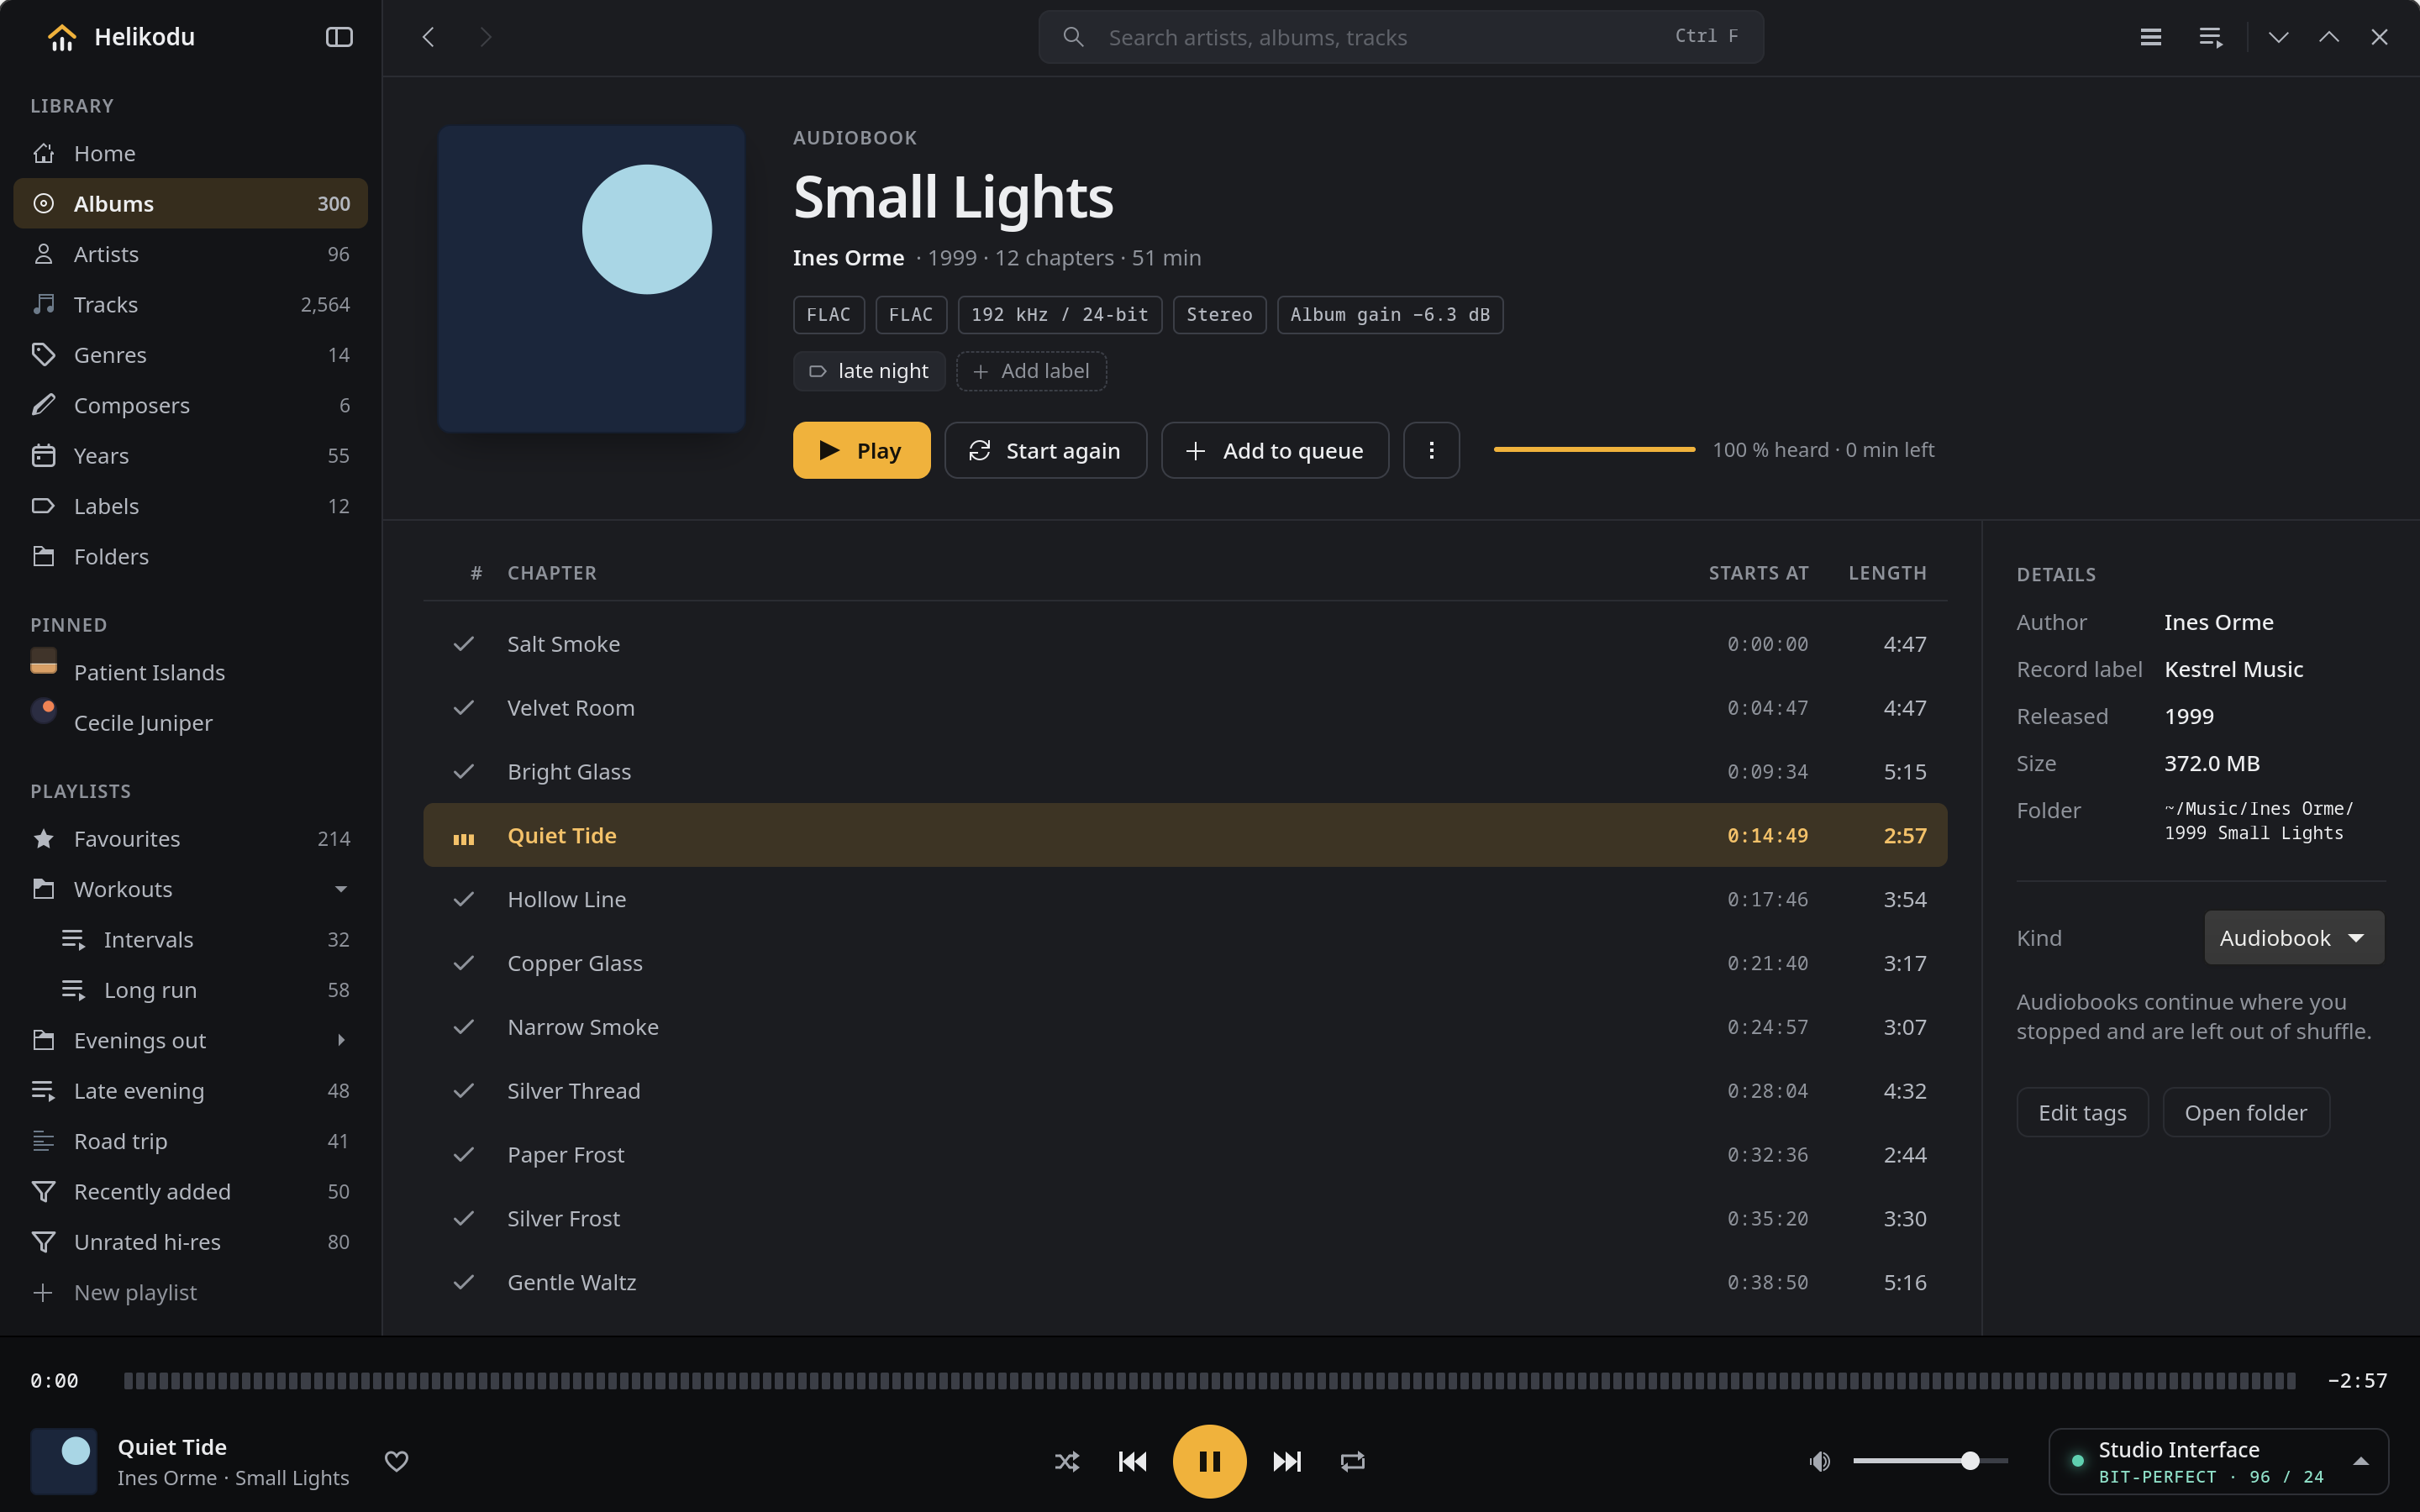 Helikodu
Search artists, albums, tracks
Ctrl F
LIBRARY
Home
Albums 300
Artists 96
Tracks 2,564
Genres 14
Composers 6
Years 55
Labels 12
Folders
PINNED
Patient Islands
Cecile Juniper
PLAYLISTS
Favourites 214
Workouts
Intervals 32
Long run 58
Evenings out
Late evening 48
Road trip 41
Recently added 50
Unrated hi-res 80
New playlist
AUDIOBOOK
Small Lights
Ines Orme · 1999 · 12 chapters · 51 min
FLAC FLAC 192 kHz / 24-bit Stereo Album gain −6.3 dB
late night Add label
Play Start again Add to queue 100 % heard · 0 min left
# CHAPTER STARTS AT LENGTH
Salt Smoke 0:00:00 4:47
Velvet Room 0:04:47 4:47
Bright Glass 0:09:34 5:15
Quiet Tide 0:14:49 2:57
Hollow Line 0:17:46 3:54
Copper Glass 0:21:40 3:17
Narrow Smoke 0:24:57 3:07
Silver Thread 0:28:04 4:32
Paper Frost 0:32:36 2:44
Silver Frost 0:35:20 3:30
Gentle Waltz 0:38:50 5:16
DETAILS
Author Ines Orme
Record label Kestrel Music
Released 1999
Size 372.0 MB
Folder ~/Music/Ines Orme/
1999 Small Lights
Kind Audiobook
Audiobooks continue where you
stopped and are left out of shuffle.
Edit tags Open folder
0:00 −2:57
Quiet Tide
Ines Orme · Small Lights
Studio Interface
BIT-PERFECT · 96 / 24